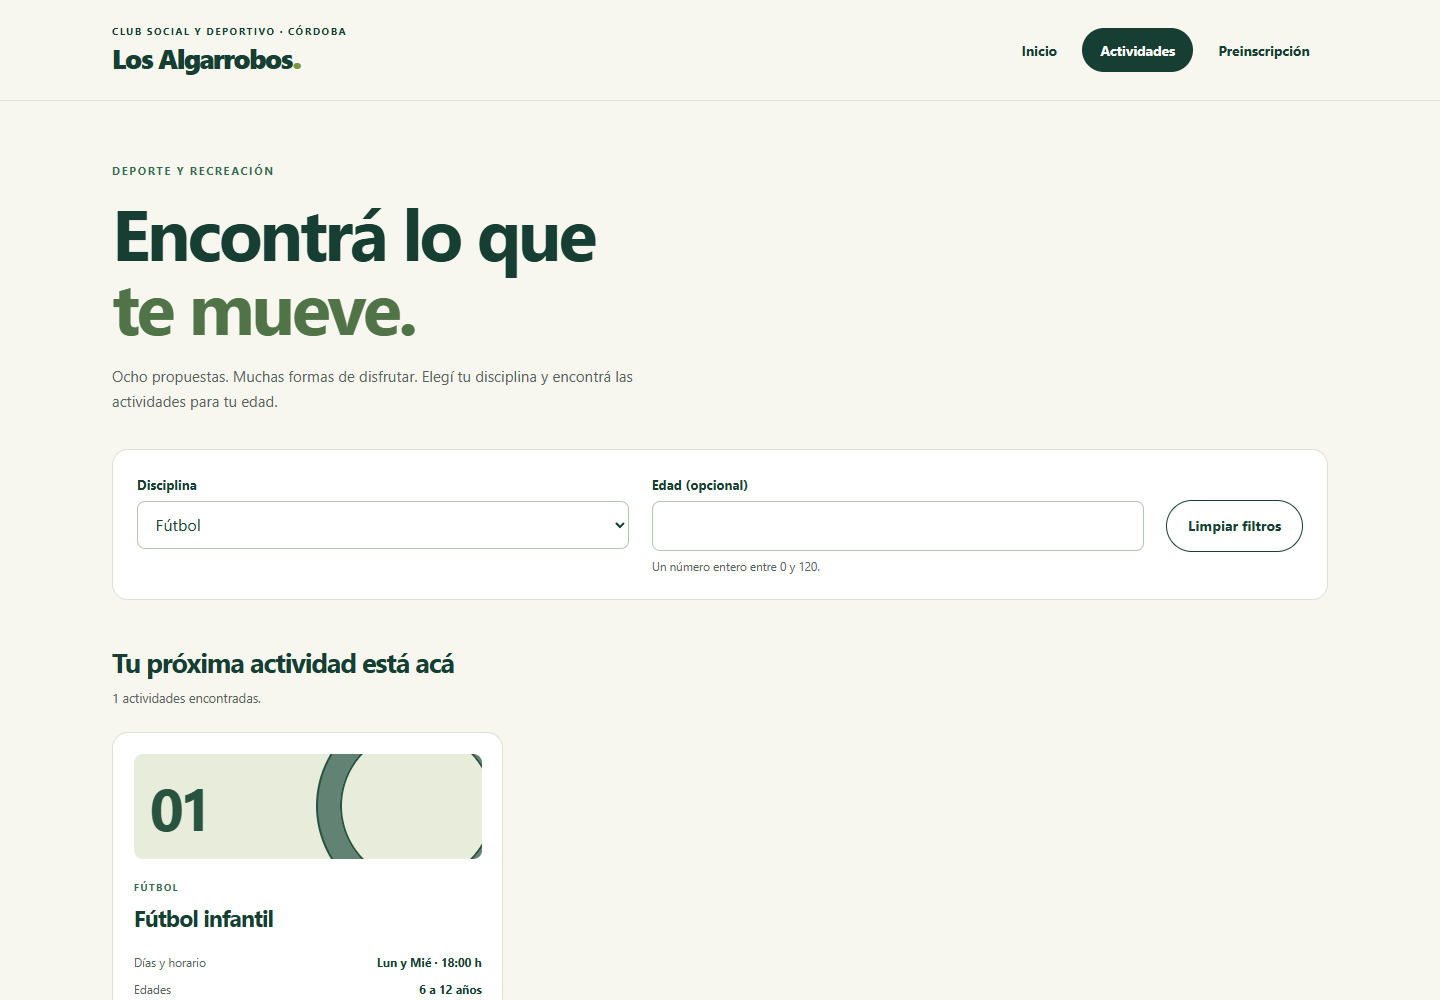 CLUB SOCIAL Y DEPORTIVO · CÓRDOBA
Los Algarrobos.
Inicio
Actividades
Preinscripción
DEPORTE Y RECREACIÓN
Encontrá lo que
te mueve.
Ocho propuestas. Muchas formas de disfrutar. Elegí tu disciplina y encontrá las
actividades para tu edad.
Disciplina
Fútbol
Edad (opcional)
Un número entero entre 0 y 120.
Limpiar filtros
Tu próxima actividad está acá
1 actividades encontradas.
01
FÚTBOL
Fútbol infantil
Días y horario
Lun y Mié · 18:00 h
Edades
6 a 12 años